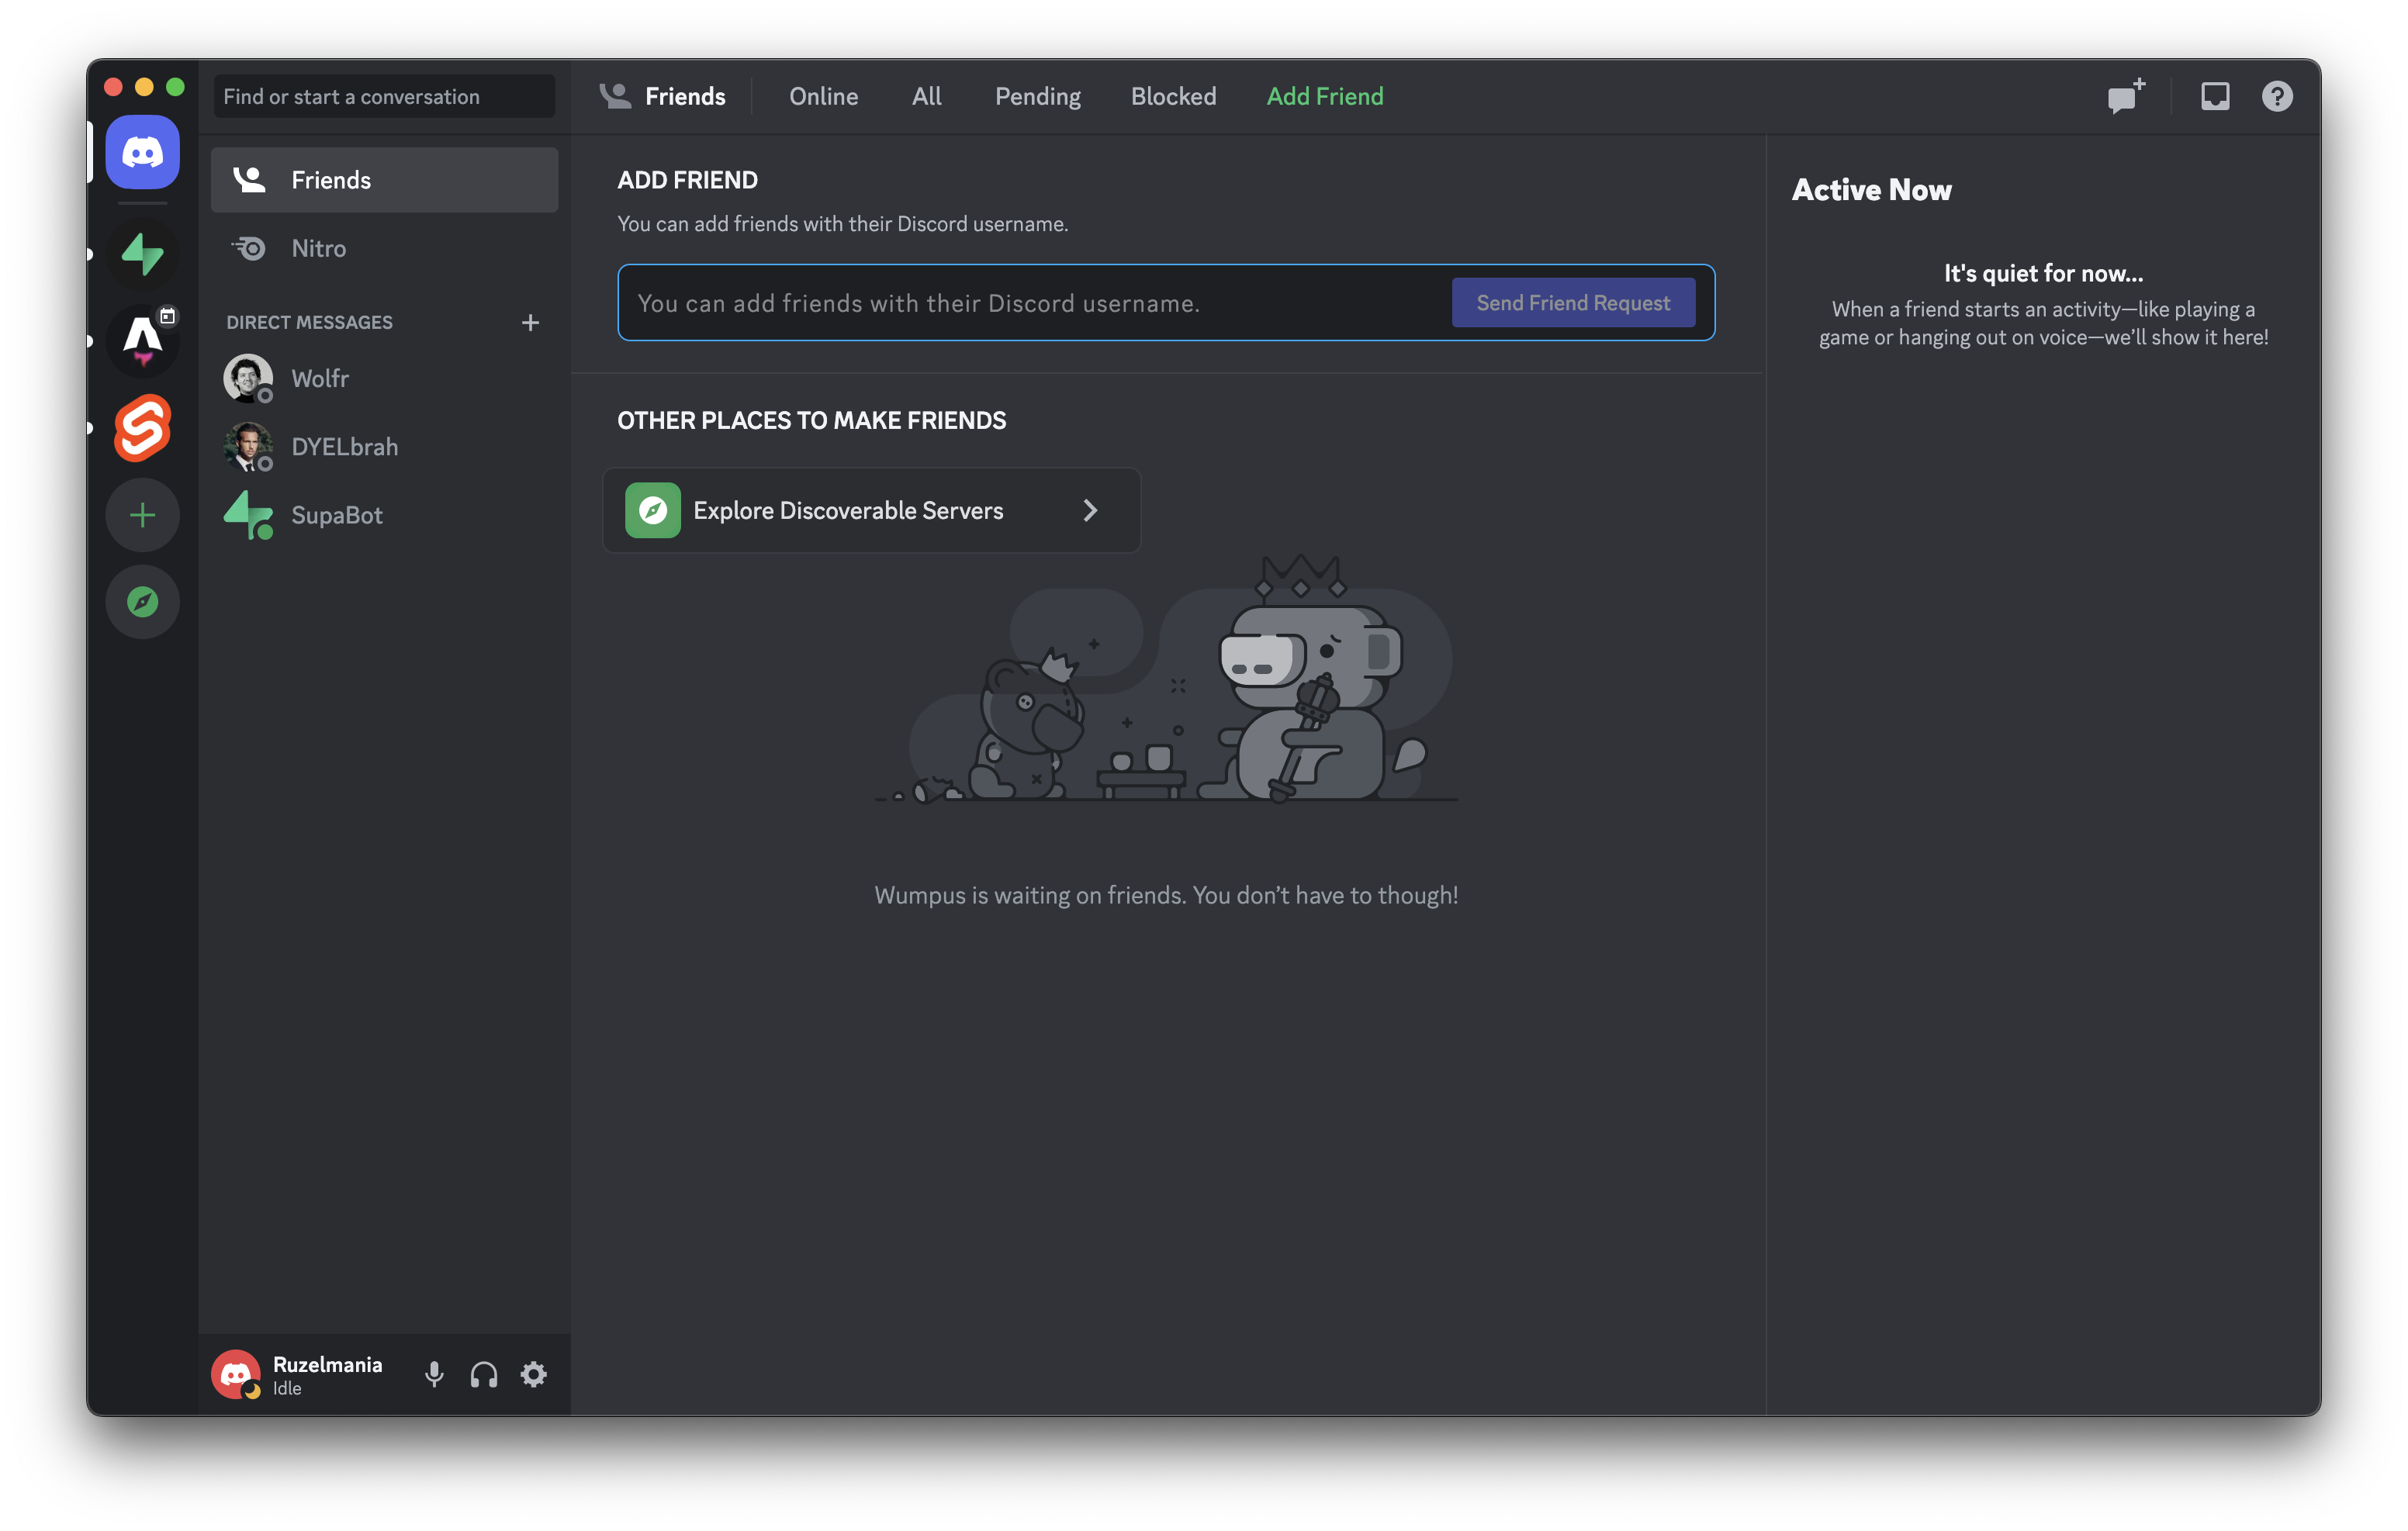 Find or start a conversation
Friends
Nitro
DIRECT MESSAGES
Wolfr
DYELbrah
SupaBot
Ruzelmania
Idle
Friends
Online
All
Pending
Blocked
Add Friend
ADD FRIEND
You can add friends with their Discord username.
You can add friends with their Discord username.
Send Friend Request
OTHER PLACES TO MAKE FRIENDS
Explore Discoverable Servers
Wumpus is waiting on friends. You don’t have to though!
Active Now
It's quiet for now...
When a friend starts an activity—like playing a
game or hanging out on voice—we’ll show it here!